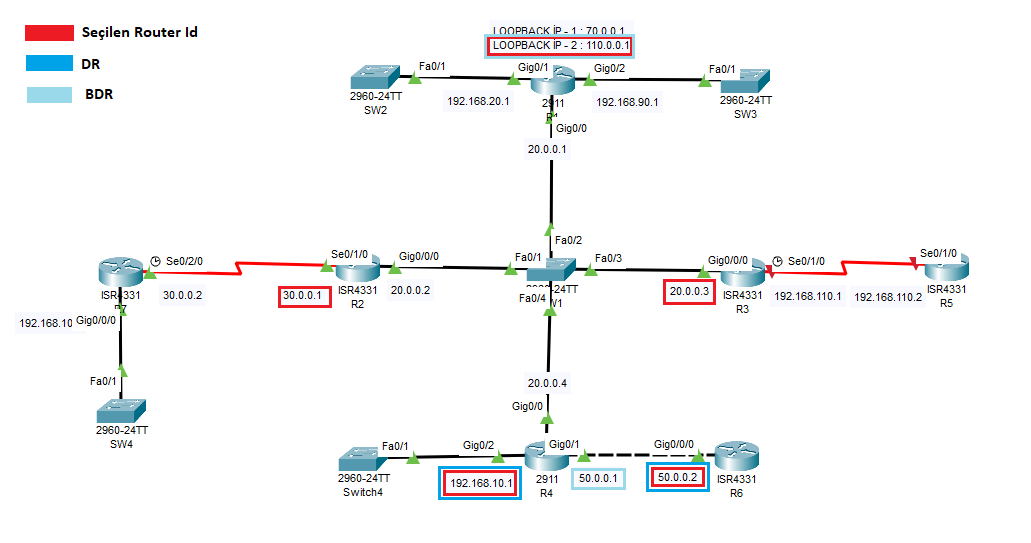 Seçilen Router Id
DR
BDR
LOOPBACK İP - 1 : 70.0.0.1
LOOPBACK İP - 2 : 110.0.0.1
Fa0/1
Gig0/1
Gig0/2
Fa0/1
2960-24TT
SW2
192.168.20.1
2911
192.168.90.1
2960-24TT
SW3
Gig0/0
20.0.0.1
Fa0/2
Se0/2/0
Se0/1/0
Gig0/0/0
Fa0/1
Fa0/3
Gig0/0/0
Se0/1/0
Se0/1/0
ISR4331
30.0.0.2
30.0.0.1
ISR4331
R2
20.0.0.2
Fa0/4
20.0.0.3
ISR4331
R3
192.168.110.1
192.168.110.2
ISR4331
R5
192.168.10
Gig0/0/0
Fa0/1
2960-24TT
SW4
20.0.0.4
Gig0/0
Fa0/1
Gig0/2
Gig0/1
Gig0/0/0
2960-24TT
Switch4
192.168.10.1
2911
R4
50.0.0.1
50.0.0.2
ISR4331
R6